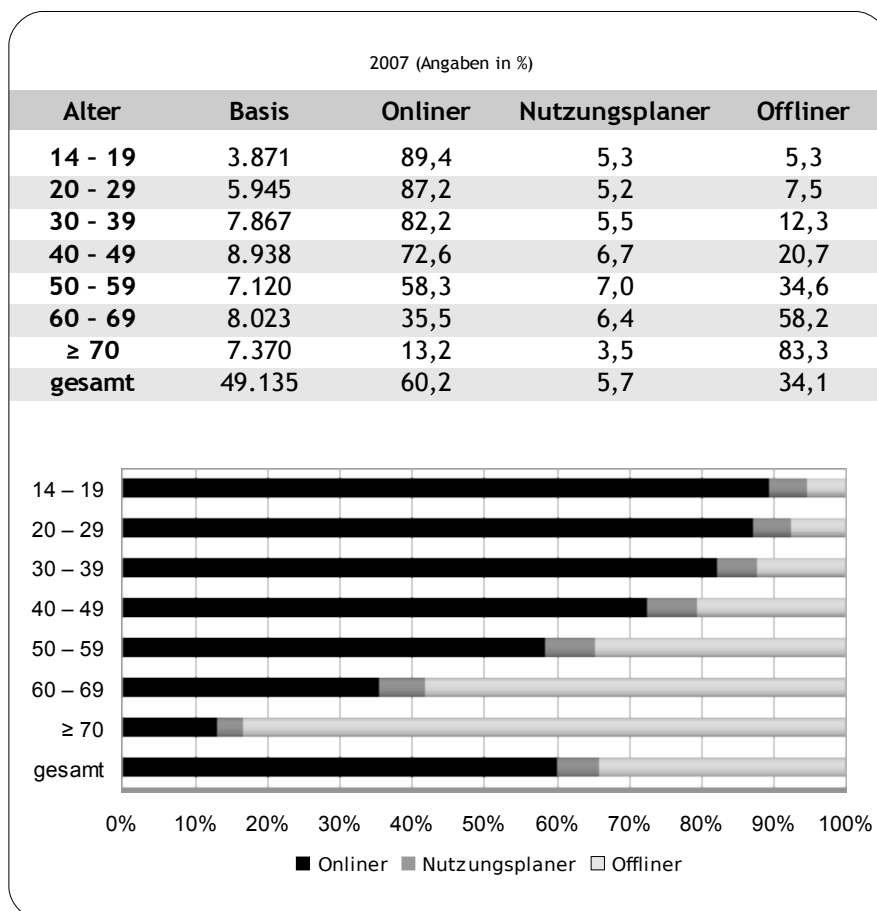 2007 (Angaben in %)
Alter Basis Onliner Nutzungsplaner Offliner
14 – 19 3.871 89,4 5,3 5,3
20 – 29 5.945 87,2 5,2 7,5
30 – 39 7.867 82,2 5,5 12,3
40 – 49 8.938 72,6 6,7 20,7
50 – 59 7.120 58,3 7,0 34,6
60 – 69 8.023 35,5 6,4 58,2
≥ 70 7.370 13,2 3,5 83,3
gesamt 49.135 60,2 5,7 34,1
14 – 19
20 – 29
30 – 39
40 – 49
50 – 59
60 – 69
≥ 70
gesamt
0% 10% 20% 30% 40% 50% 60% 70% 80% 90% 100%
Onliner Nutzungsplaner Offliner